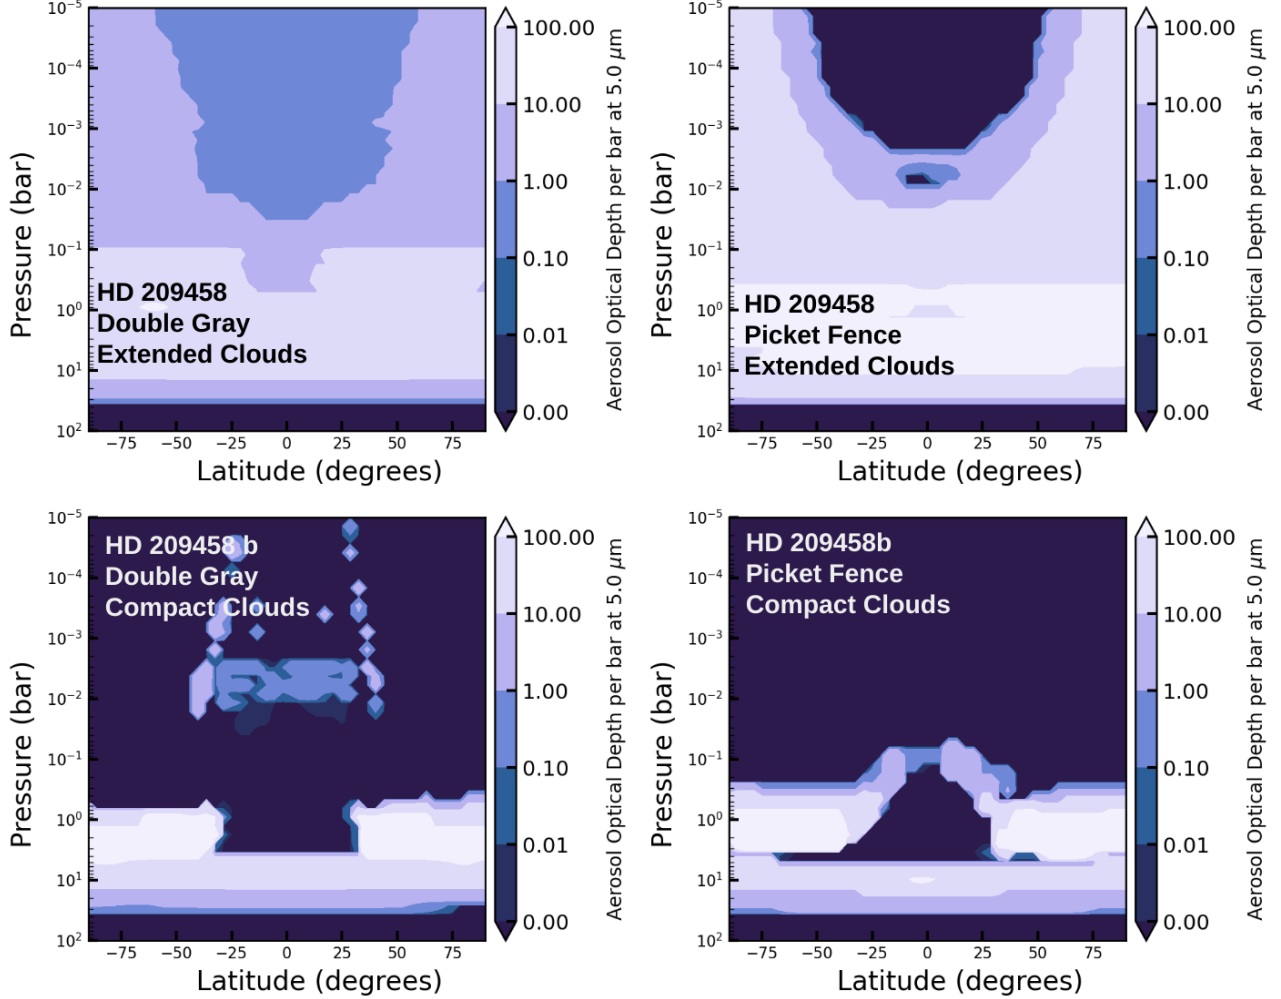 10⁻⁵
10⁻⁴
10⁻³
10⁻²
10⁻¹
10⁰
10¹
10²
Pressure (bar)
HD 209458
Double Gray
Extended Clouds
−75 −50 −25 0 25 50 75
Latitude (degrees)
100.00
10.00
1.00
0.10
0.01
0.00
Aerosol Optical Depth per bar at 5.0 μm
10⁻⁵
10⁻⁴
10⁻³
10⁻²
10⁻¹
10⁰
10¹
10²
Pressure (bar)
HD 209458
Picket Fence
Extended Clouds
−75 −50 −25 0 25 50 75
Latitude (degrees)
100.00
10.00
1.00
0.10
0.01
0.00
Aerosol Optical Depth per bar at 5.0 μm
10⁻⁵
10⁻⁴
10⁻³
10⁻²
10⁻¹
10⁰
10¹
10²
Pressure (bar)
HD 209458 b
Double Gray
Compact Clouds
−75 −50 −25 0 25 50 75
Latitude (degrees)
100.00
10.00
1.00
0.10
0.01
0.00
Aerosol Optical Depth per bar at 5.0 μm
10⁻⁵
10⁻⁴
10⁻³
10⁻²
10⁻¹
10⁰
10¹
10²
Pressure (bar)
HD 209458b
Picket Fence
Compact Clouds
−75 −50 −25 0 25 50 75
Latitude (degrees)
100.00
10.00
1.00
0.10
0.01
0.00
Aerosol Optical Depth per bar at 5.0 μm